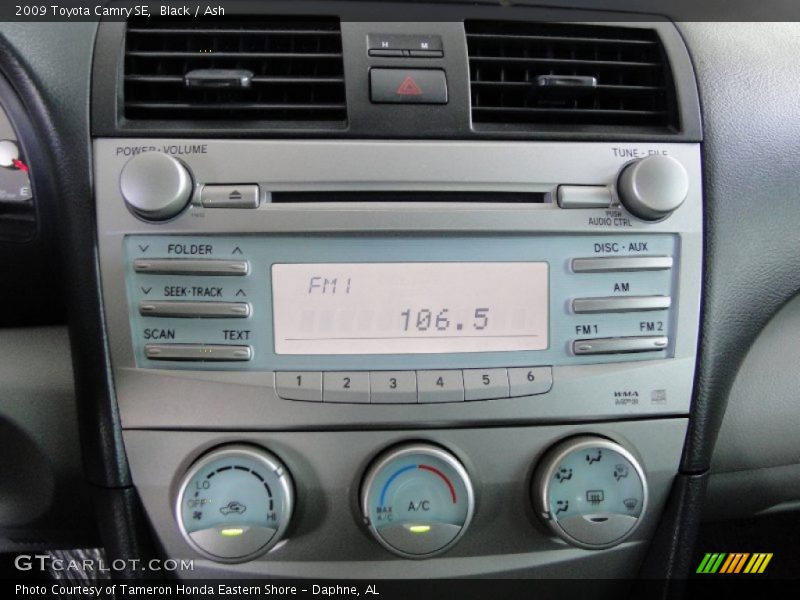 2009 Toyota Camry SE, Black / Ash
H M
POWER·VOLUME
TUNE·FILE
PUSH
AUDIO CTRL
FOLDER
DISC·AUX
SEEK·TRACK
AM
SCAN TEXT
FM1 FM2
FM1
106.5
1 2 3 4 5 6
WMA
MP3
E
LO
OFF
HI
MAX
A/C
A/C
GTCARLOT.COM
Photo Courtesy of Tameron Honda Eastern Shore - Daphne, AL